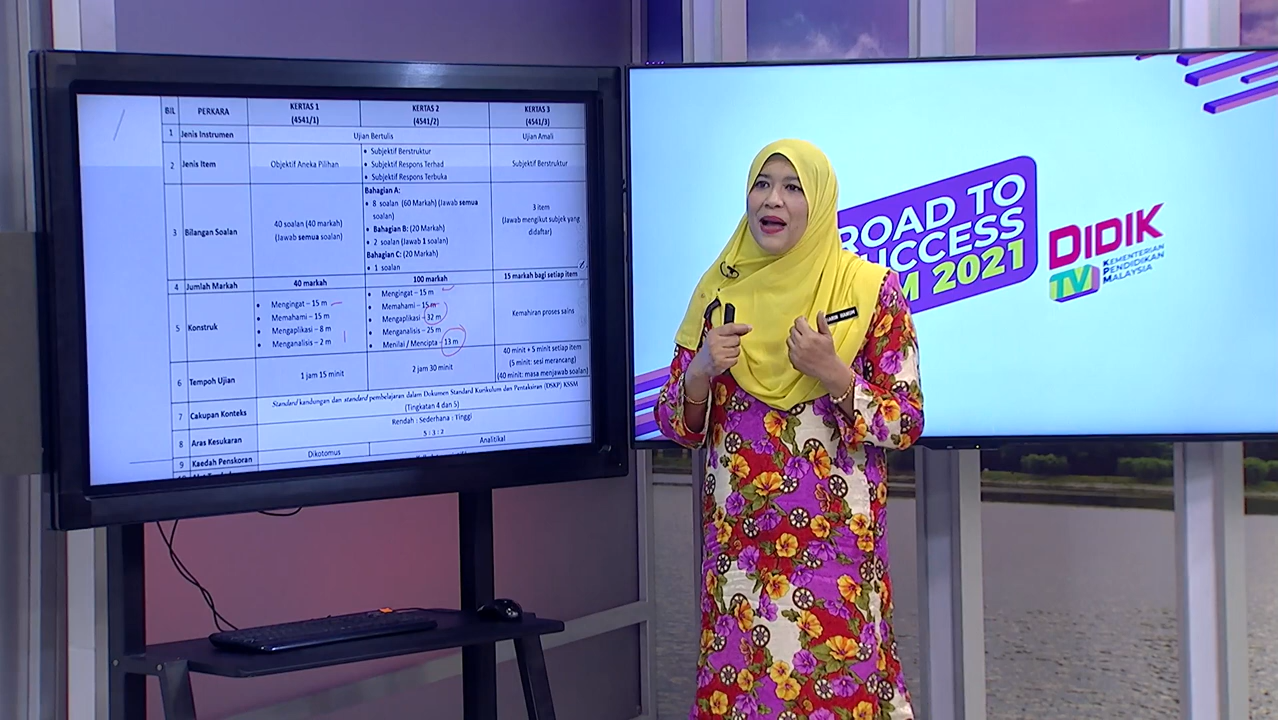 BIL PERKARA KERTAS 1 (4541/1) KERTAS 2 (4541/2) KERTAS 3 (4541/3)
1 Jenis Instrumen Ujian Bertulis Ujian Amali
2 Jenis Item Objektif Aneka Pilihan
• Subjektif Berstruktur
• Subjektif Respons Terhad
• Subjektif Respons Terbuka
Subjektif Berstruktur
3 Bilangan Soalan
40 soalan (40 markah)
(Jawab semua soalan)
Bahagian A:
• 8 soalan (60 Markah) (Jawab semua
soalan)
• Bahagian B: (20 Markah)
• 2 soalan (Jawab 1 soalan)
Bahagian C: (20 Markah)
• 1 soalan
3 item
(Jawab mengikut subjek yang
didaftar)
4 Jumlah Markah 40 markah 100 markah 15 markah bagi setiap item
5 Konstruk
• Mengingat – 15 m
• Memahami – 15 m
• Mengaplikasi – 8 m
• Menganalisis – 2 m
• Mengingat – 15 m
• Memahami – 15 m
• Mengaplikasi – 32 m
• Menganalisis – 25 m
• Menilai / Mencipta – 13 m
Kemahiran proses sains
6 Tempoh Ujian 1 jam 15 minit 2 jam 30 minit
40 minit + 5 minit setiap item
(5 minit: sesi merancang)
(40 minit: masa menjawab soalan)
7 Cakupan Konteks
Standard kandungan dan standard pembelajaran dalam Dokumen Standard Kurikulum dan Pentaksiran (DSKP) KSSM
(Tingkatan 4 dan 5)
8 Aras Kesukaran
Rendah : Sederhana : Tinggi
5 : 3 : 2
9 Kaedah Penskoran Dikotomus Analitikal
ROAD TO
SUCCESS
M 2021
DIDIK
TV
KEMENTERIAN
PENDIDIKAN
MALAYSIA